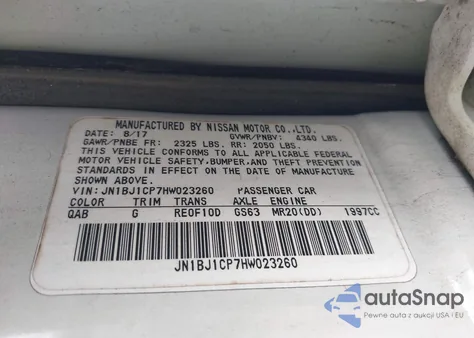 MANUFACTURED BY NISSAN MOTOR CO.,LTD.
DATE: 8/17 GVWR/PNBV: 4340 LBS.
GAWR/PNBE FR: 2325 LBS. RR: 2050 LBS.
THIS VEHICLE CONFORMS TO ALL APPLICABLE FEDERAL
MOTOR VEHICLE SAFETY,BUMPER,AND THEFT PREVENTION
STANDARDS IN EFFECT ON THE DATE OF MANUFACTURE
SHOWN ABOVE.
VIN: JN1BJ1CP7HW023260 PASSENGER CAR
COLOR TRIM TRANS AXLE ENGINE
QAB G RE0F10D GS63 MR20(DD) 1997CC
JN1BJ1CP7HW023260
autoSnap
Pewne auta z aukcji USA i EU